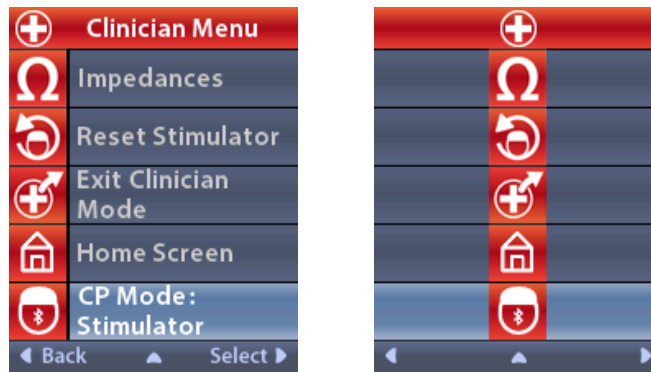 Clinician Menu
Impedances
Reset Stimulator
Exit Clinician
Mode
Home Screen
CP Mode:
Stimulator
Back Select